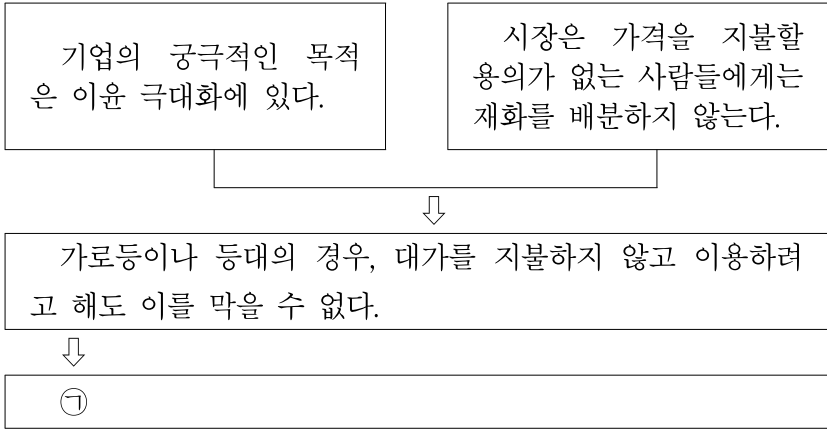 기업의 궁극적인 목적
은 이윤 극대화에 있다.
시장은 가격을 지불할
용의가 없는 사람들에게는
재화를 배분하지 않는다.
가로등이나 등대의 경우, 대가를 지불하지 않고 이용하려
고 해도 이를 막을 수 없다.
㉠